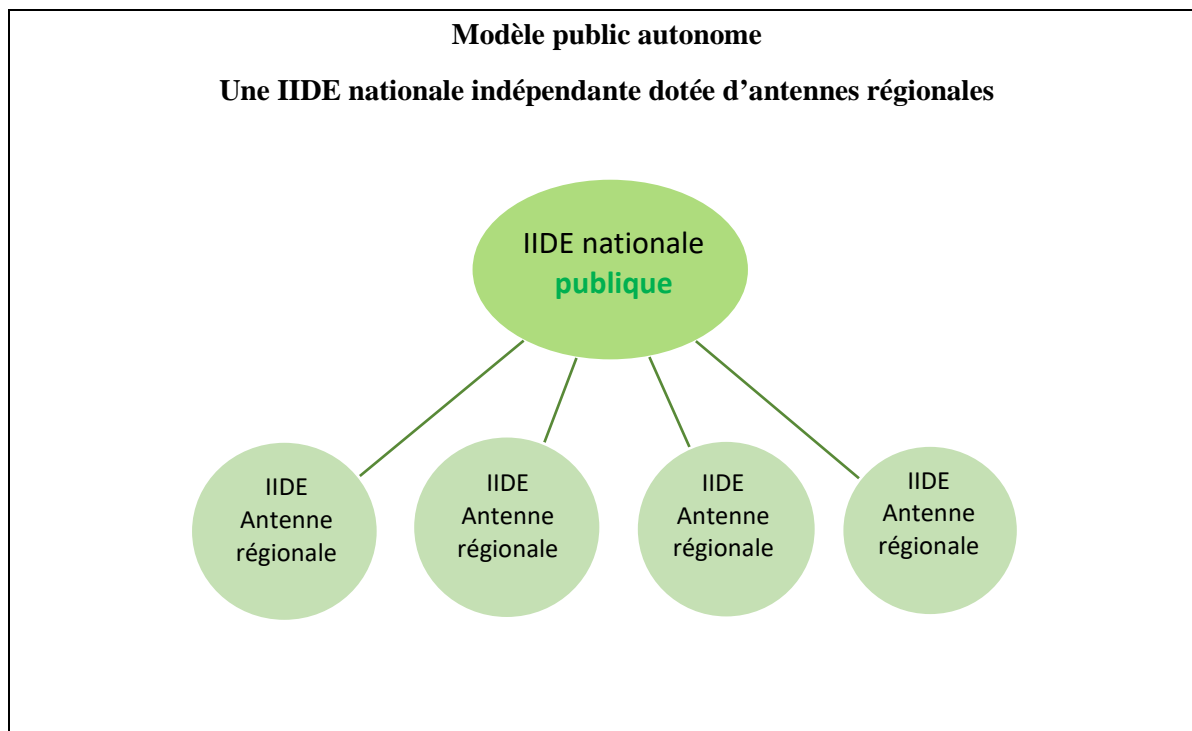 Modèle public autonome
Une IIDE nationale indépendante dotée d’antennes régionales
IIDE nationale
publique
IIDE
Antenne
régionale
IIDE
Antenne
régionale
IIDE
Antenne
régionale
IIDE
Antenne
régionale